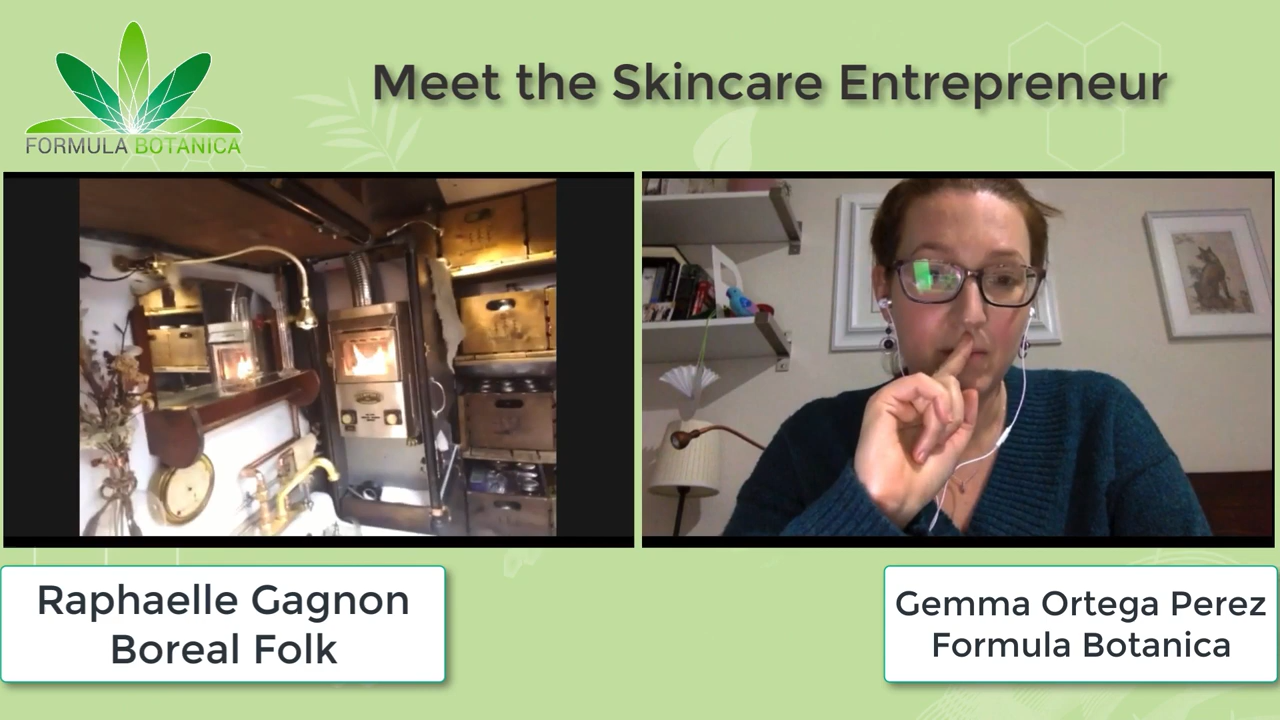 Meet the Skincare Entrepreneur
FORMULA BOTANICA
Raphaelle Gagnon
Boreal Folk
Gemma Ortega Perez
Formula Botanica